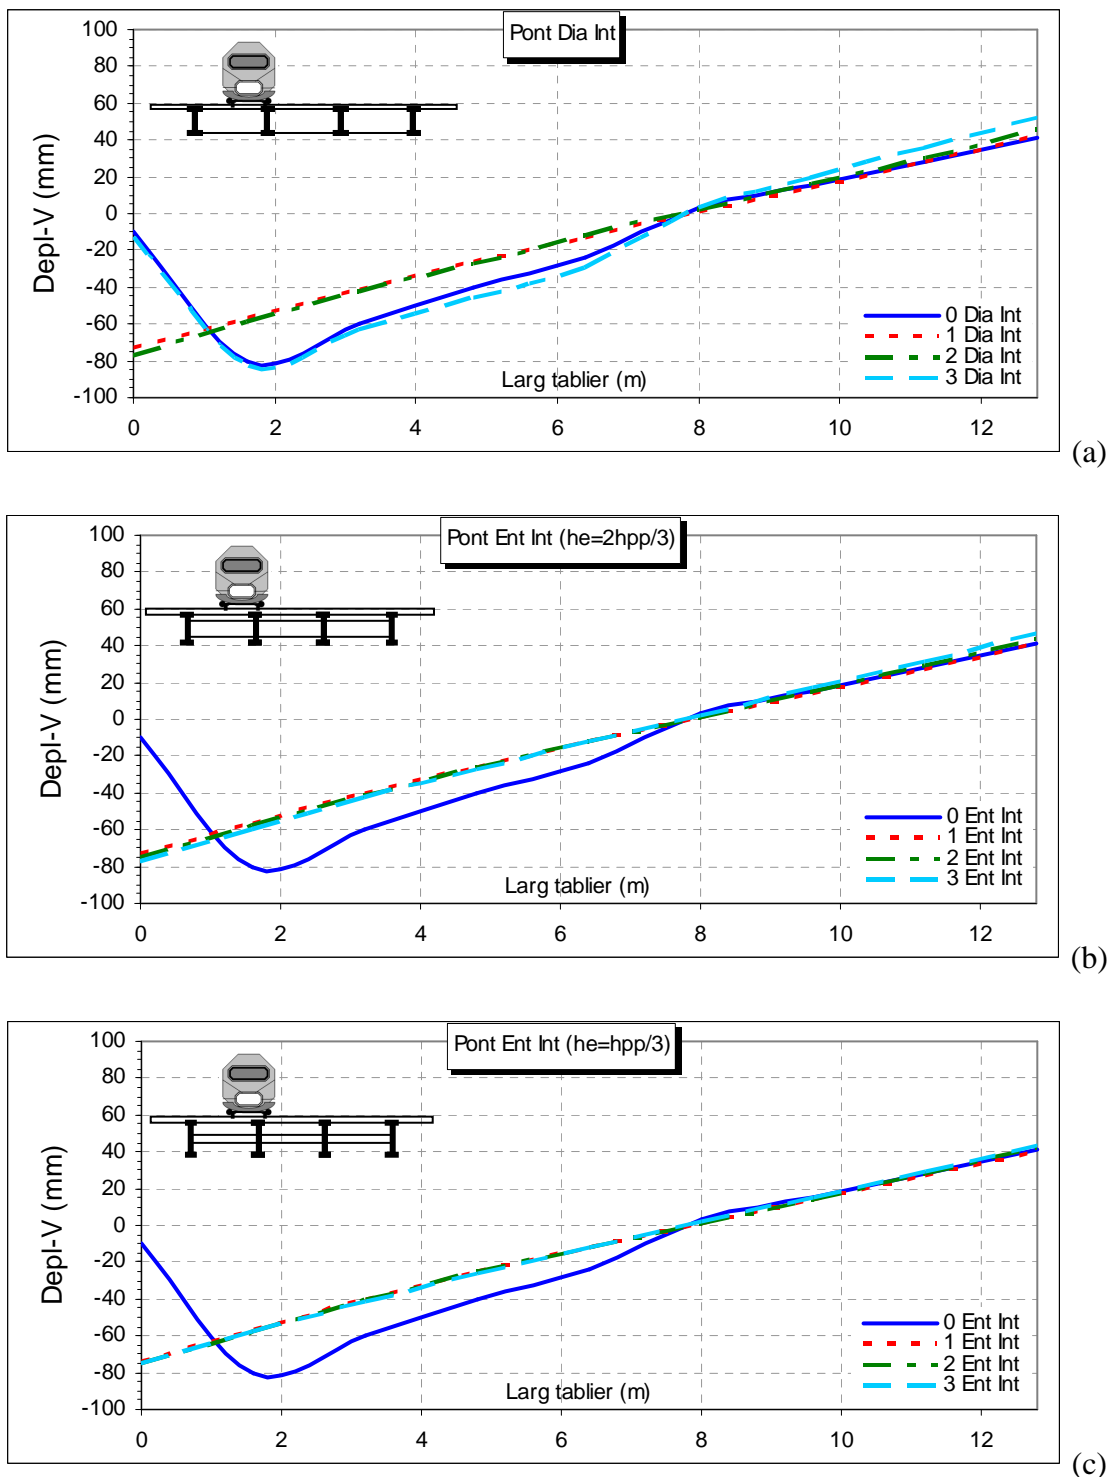 Pont Dia Int
Depl-V (mm)
100
80
60
40
20
0
-20
-40
-60
-80
-100
0 Dia Int
1 Dia Int
2 Dia Int
3 Dia Int
Larg tablier (m)
0 2 4 6 8 10 12
(a)
Pont Ent Int (he=2hpp/3)
Depl-V (mm)
100
80
60
40
20
0
-20
-40
-60
-80
-100
0 Ent Int
1 Ent Int
2 Ent Int
3 Ent Int
Larg tablier (m)
0 2 4 6 8 10 12
(b)
Pont Ent Int (he=hpp/3)
Depl-V (mm)
100
80
60
40
20
0
-20
-40
-60
-80
-100
0 Ent Int
1 Ent Int
2 Ent Int
3 Ent Int
Larg tablier (m)
0 2 4 6 8 10 12
(c)